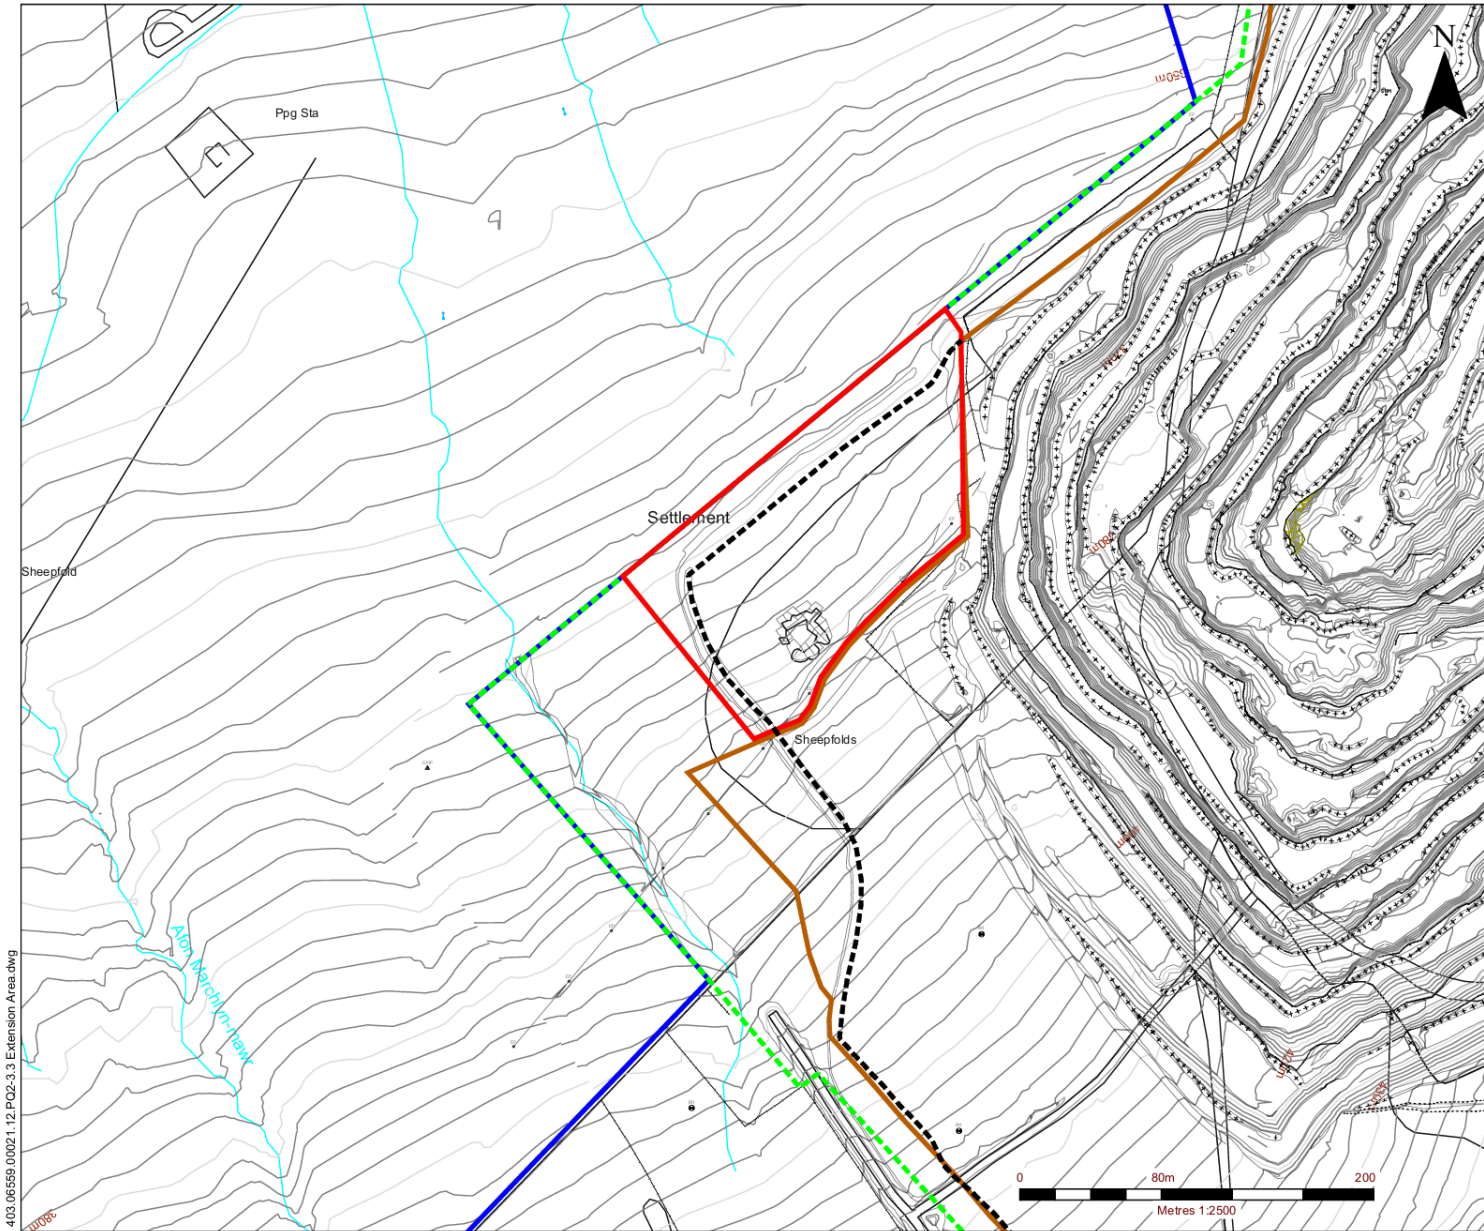 N
350m
Ppg Sta
Settlement
Sheepfold
Sheepfolds
Afon Marchlyn-mawr
380m
0 80m 200
Metres 1:2500
403.06559.00021.12.PQ2-3.3 Extension Area.dwg